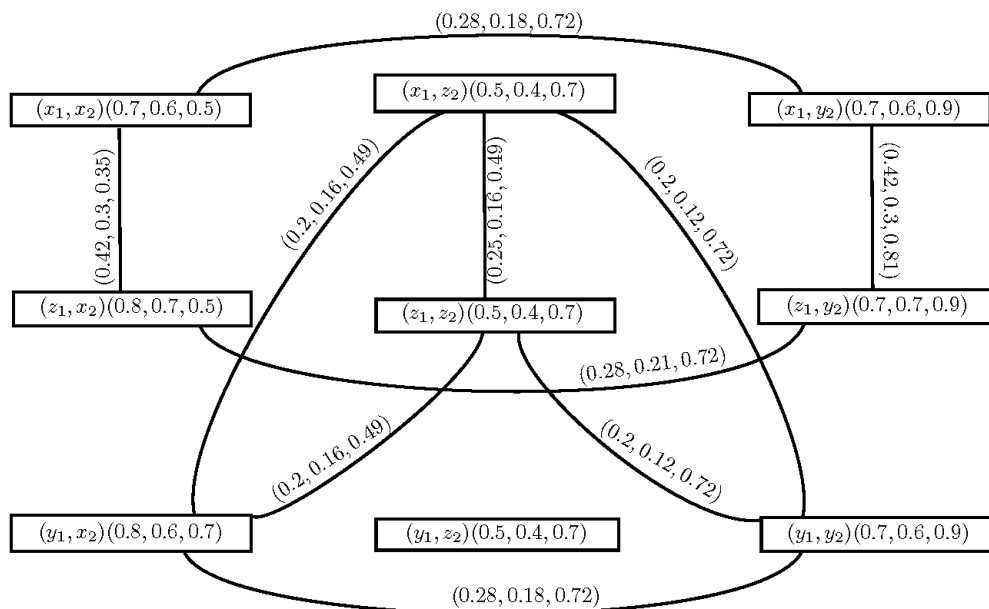 (0.28, 0.18, 0.72)
(x₁, x₂)(0.7, 0.6, 0.5)
(x₁, z₂)(0.5, 0.4, 0.7)
(x₁, y₂)(0.7, 0.6, 0.9)
(0.42, 0.3, 0.35)
(0.2, 0.16, 0.49)
(0.25, 0.16, 0.49)
(0.2, 0.12, 0.72)
(0.42, 0.3, 0.81)
(z₁, x₂)(0.8, 0.7, 0.5)
(z₁, z₂)(0.5, 0.4, 0.7)
(z₁, y₂)(0.7, 0.7, 0.9)
(0.28, 0.21, 0.72)
(0.2, 0.16, 0.49)
(0.2, 0.12, 0.72)
(y₁, x₂)(0.8, 0.6, 0.7)
(y₁, z₂)(0.5, 0.4, 0.7)
(y₁, y₂)(0.7, 0.6, 0.9)
(0.28, 0.18, 0.72)